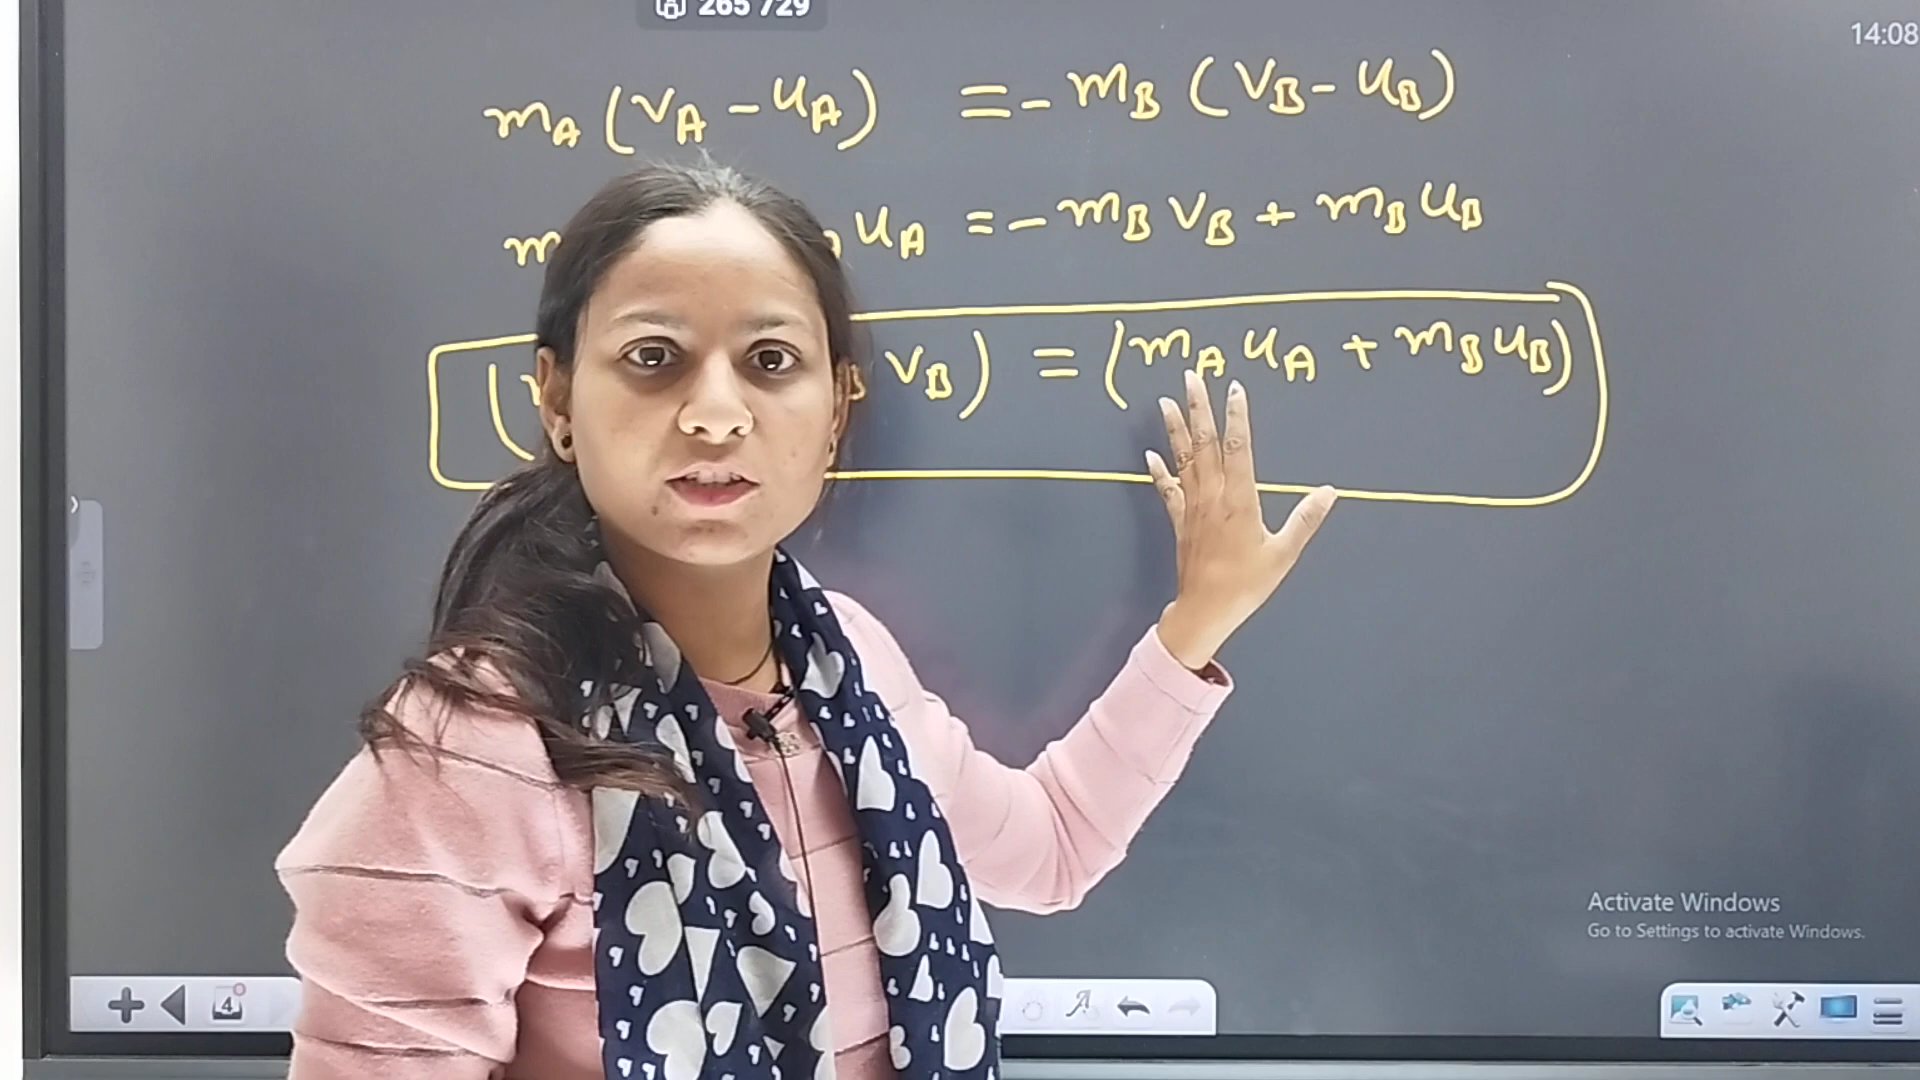 265 729
14:08
mA (vA - uA) = - mB (vB - uB)
uA = - mB vB + mB uB
vB) = (mA uA + mB uB)
Activate Windows
Go to Settings to activate Windows.
4